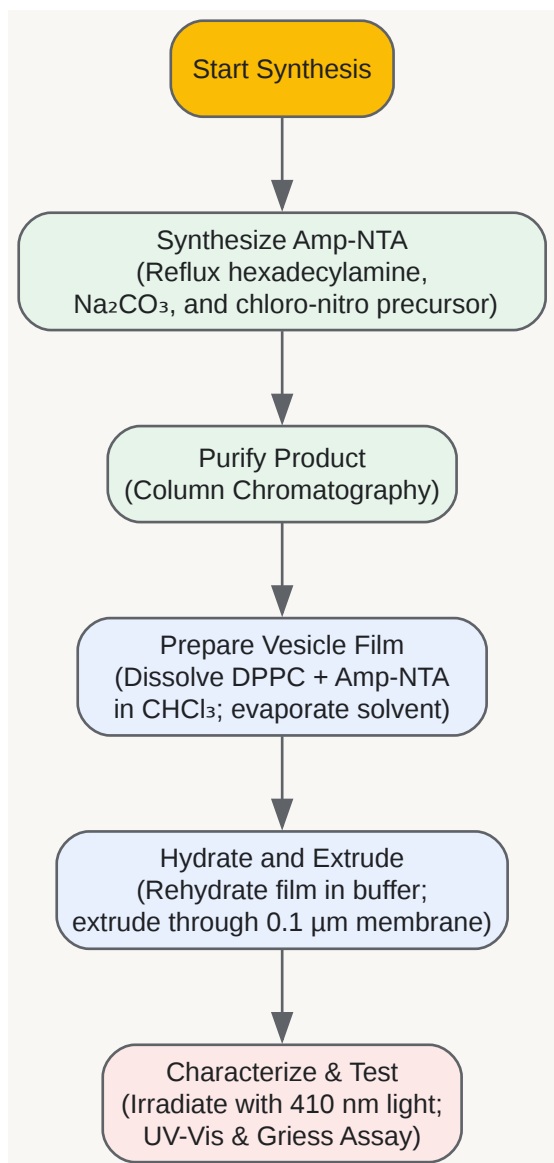 Start Synthesis
Synthesize Amp-NTA
(Reflux hexadecylamine,
Na₂CO₃, and chloro-nitro precursor)
Purify Product
(Column Chromatography)
Prepare Vesicle Film
(Dissolve DPPC + Amp-NTA
in CHCl₃; evaporate solvent)
Hydrate and Extrude
(Rehydrate film in buffer;
extrude through 0.1 µm membrane)
Characterize & Test
(Irradiate with 410 nm light;
UV-Vis & Griess Assay)